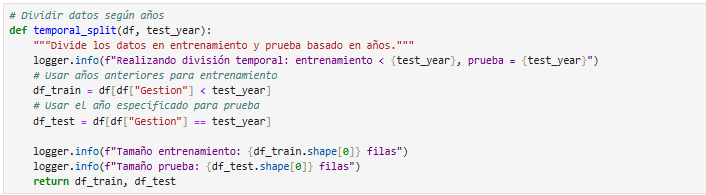 # Dividir datos según años
def temporal_split(df, test_year):
    """Divide los datos en entrenamiento y prueba basado en años."""
    logger.info(f"Realizando división temporal: entrenamiento < {test_year}, prueba = {test_year}")
    # Usar años anteriores para entrenamiento
    df_train = df[df["Gestion"] < test_year]
    # Usar el año especificado para prueba
    df_test = df[df["Gestion"] == test_year]
    logger.info(f"Tamaño entrenamiento: {df_train.shape[0]} filas")
    logger.info(f"Tamaño prueba: {df_test.shape[0]} filas")
    return df_train, df_test